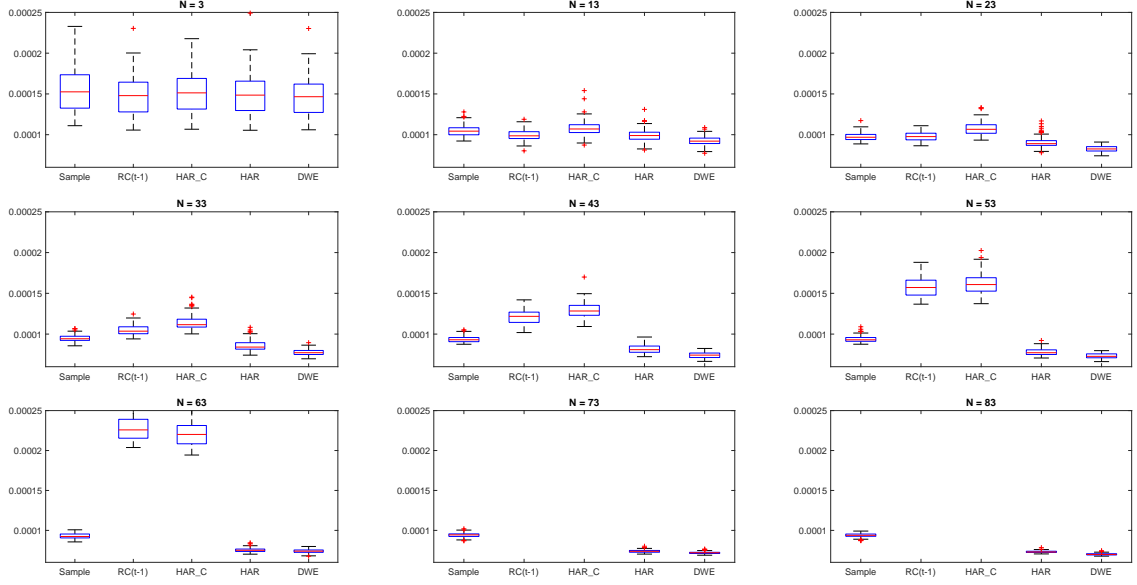 N = 3
0.00025
0.0002
0.00015
0.0001
Sample RC(t-1) HAR_C HAR DWE
N = 13
0.00025
0.0002
0.00015
0.0001
Sample RC(t-1) HAR_C HAR DWE
N = 23
0.00025
0.0002
0.00015
0.0001
Sample RC(t-1) HAR_C HAR DWE
N = 33
0.00025
0.0002
0.00015
0.0001
Sample RC(t-1) HAR_C HAR DWE
N = 43
0.00025
0.0002
0.00015
0.0001
Sample RC(t-1) HAR_C HAR DWE
N = 53
0.00025
0.0002
0.00015
0.0001
Sample RC(t-1) HAR_C HAR DWE
N = 63
0.00025
0.0002
0.00015
0.0001
Sample RC(t-1) HAR_C HAR DWE
N = 73
0.00025
0.0002
0.00015
0.0001
Sample RC(t-1) HAR_C HAR DWE
N = 83
0.00025
0.0002
0.00015
0.0001
Sample RC(t-1) HAR_C HAR DWE